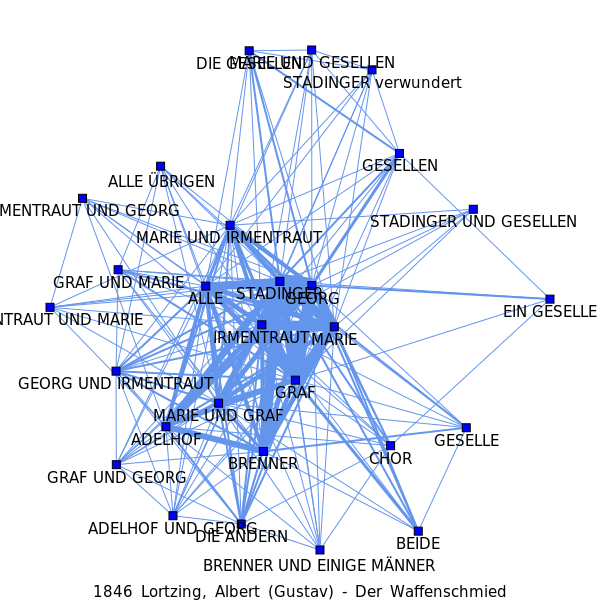 DIE GESELLEN
MARIE UND GESELLEN
STADINGER verwundert
GESELLEN
ALLE ÜBRIGEN
MENTRAUT UND GEORG
STADINGER UND GESELLEN
MARIE UND IRMENTRAUT
GRAF UND MARIE
ALLE
STADINGER
GEORG
EIN GESELLE
NTRAUT UND MARIE
IRMENTRAUT
MARIE
GEORG UND IRMENTRAUT
GRAF
MARIE UND GRAF
ADELHOF
GESELLE
CHOR
BRENNER
GRAF UND GEORG
ADELHOF UND GEORG
DIE ANDERN
BEIDE
BRENNER UND EINIGE MÄNNER
1846 Lortzing, Albert (Gustav) - Der Waffenschmied